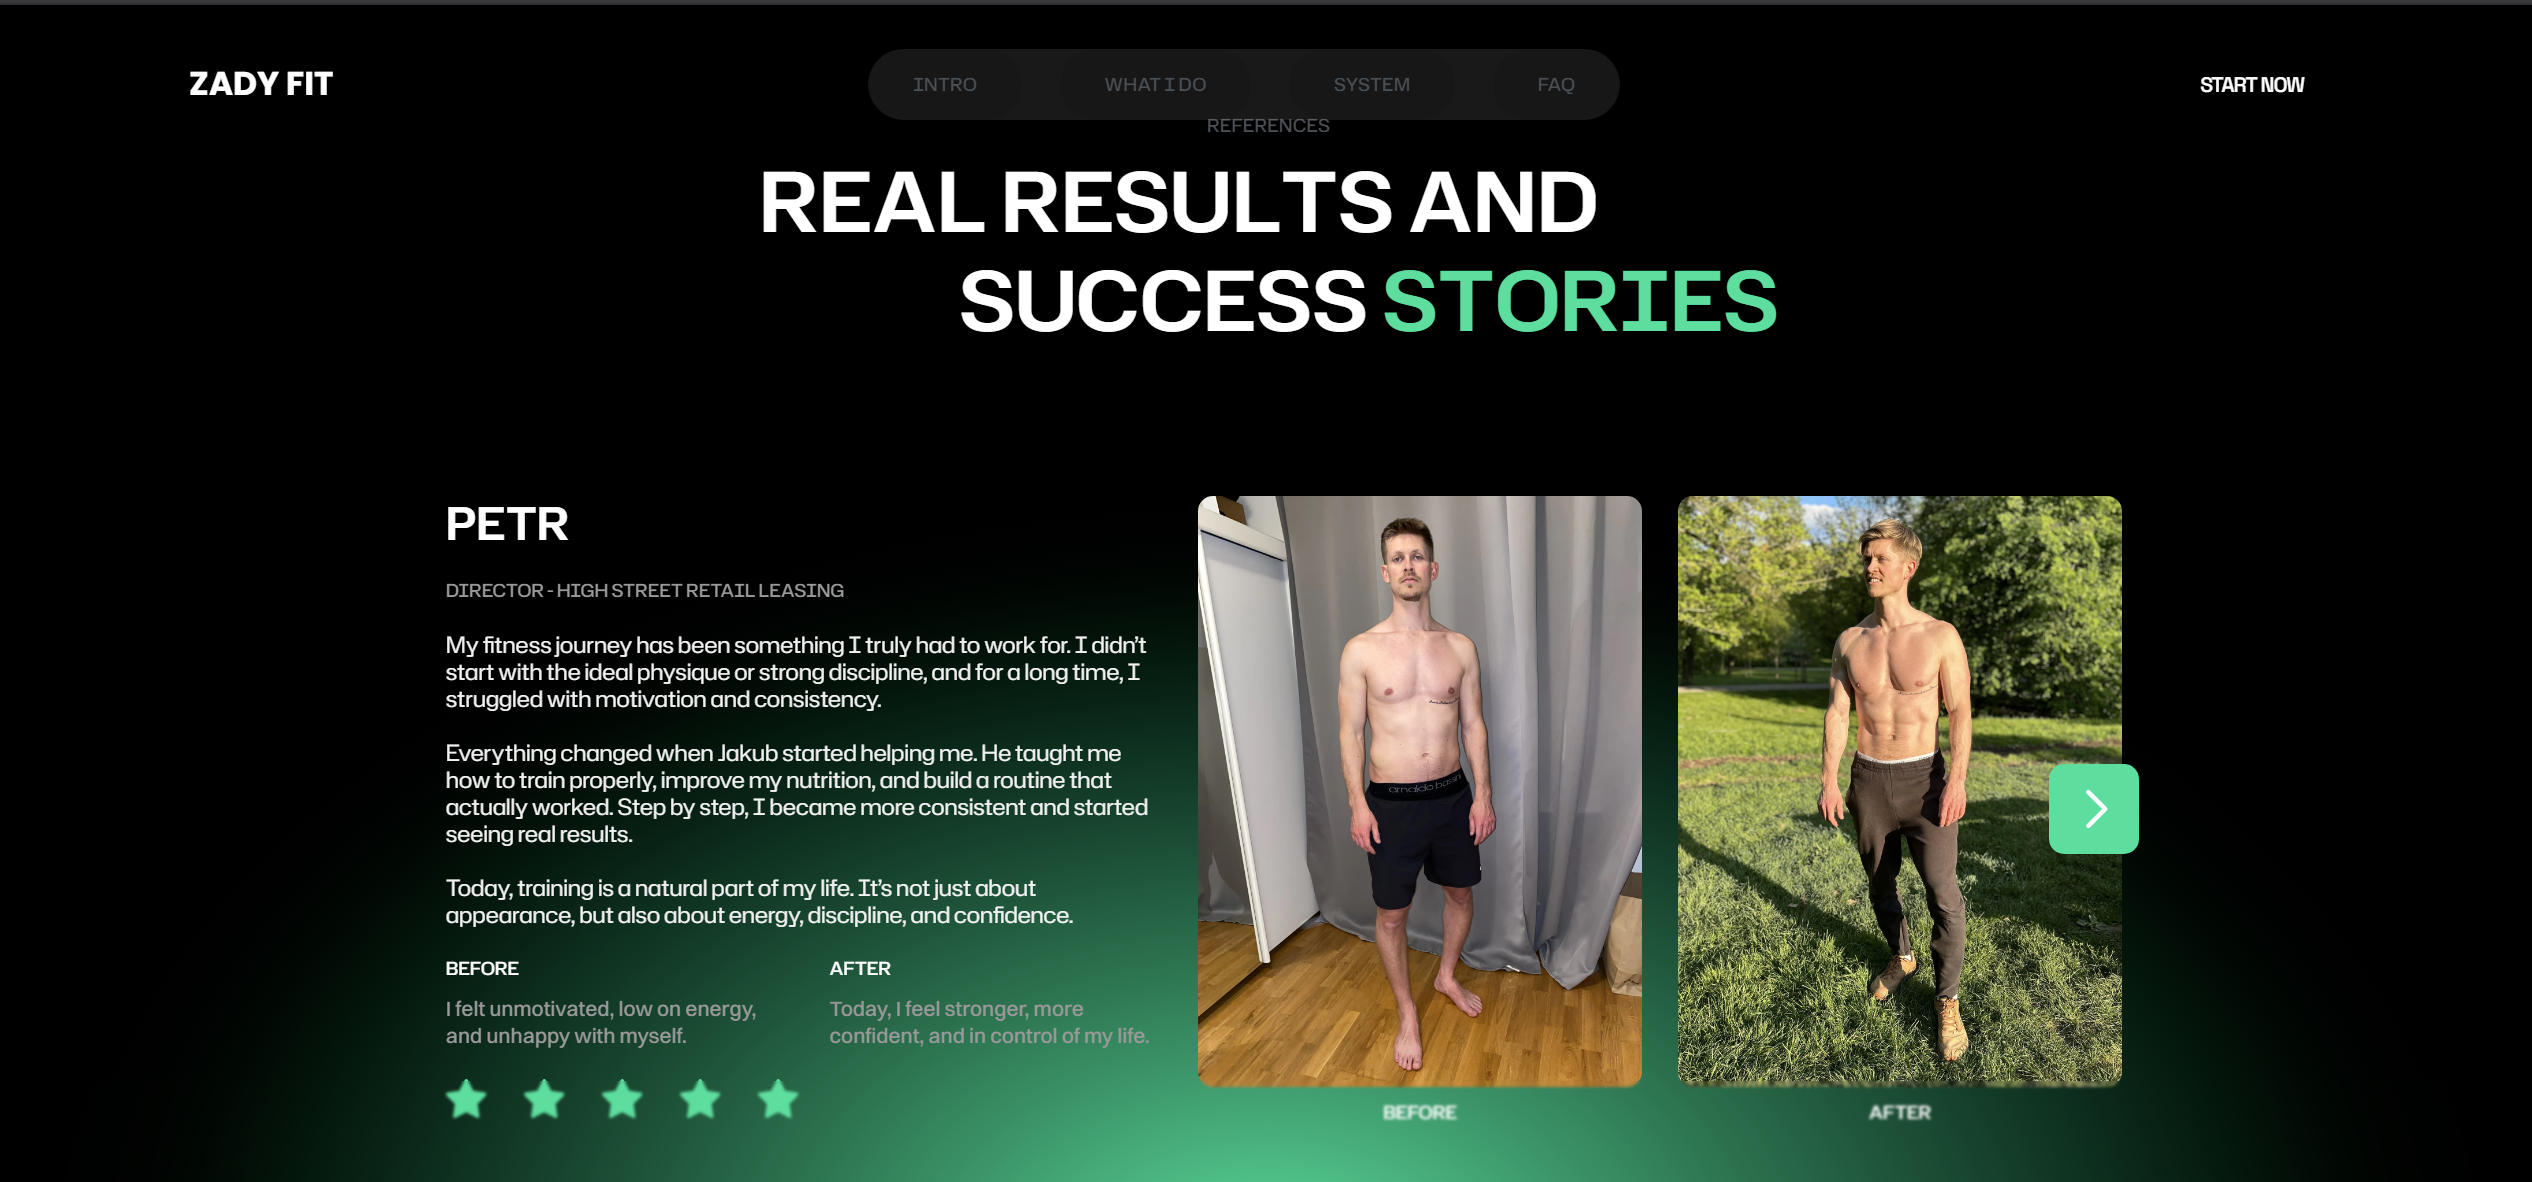 ZADY FIT
INTRO
WHAT I DO
SYSTEM
FAQ
START NOW
REFERENCES
REAL RESULTS AND
SUCCESS STORIES
PETR
DIRECTOR - HIGH STREET RETAIL LEASING
My fitness journey has been something I truly had to work for. I didn't
start with the ideal physique or strong discipline, and for a long time, I
struggled with motivation and consistency.
Everything changed when Jakub started helping me. He taught me
how to train properly, improve my nutrition, and build a routine that
actually worked. Step by step, I became more consistent and started
seeing real results.
Today, training is a natural part of my life. It's not just about
appearance, but also about energy, discipline, and confidence.
BEFORE
I felt unmotivated, low on energy,
and unhappy with myself.
AFTER
Today, I feel stronger, more
confident, and in control of my life.
arnaldo bassini
BEFORE
AFTER